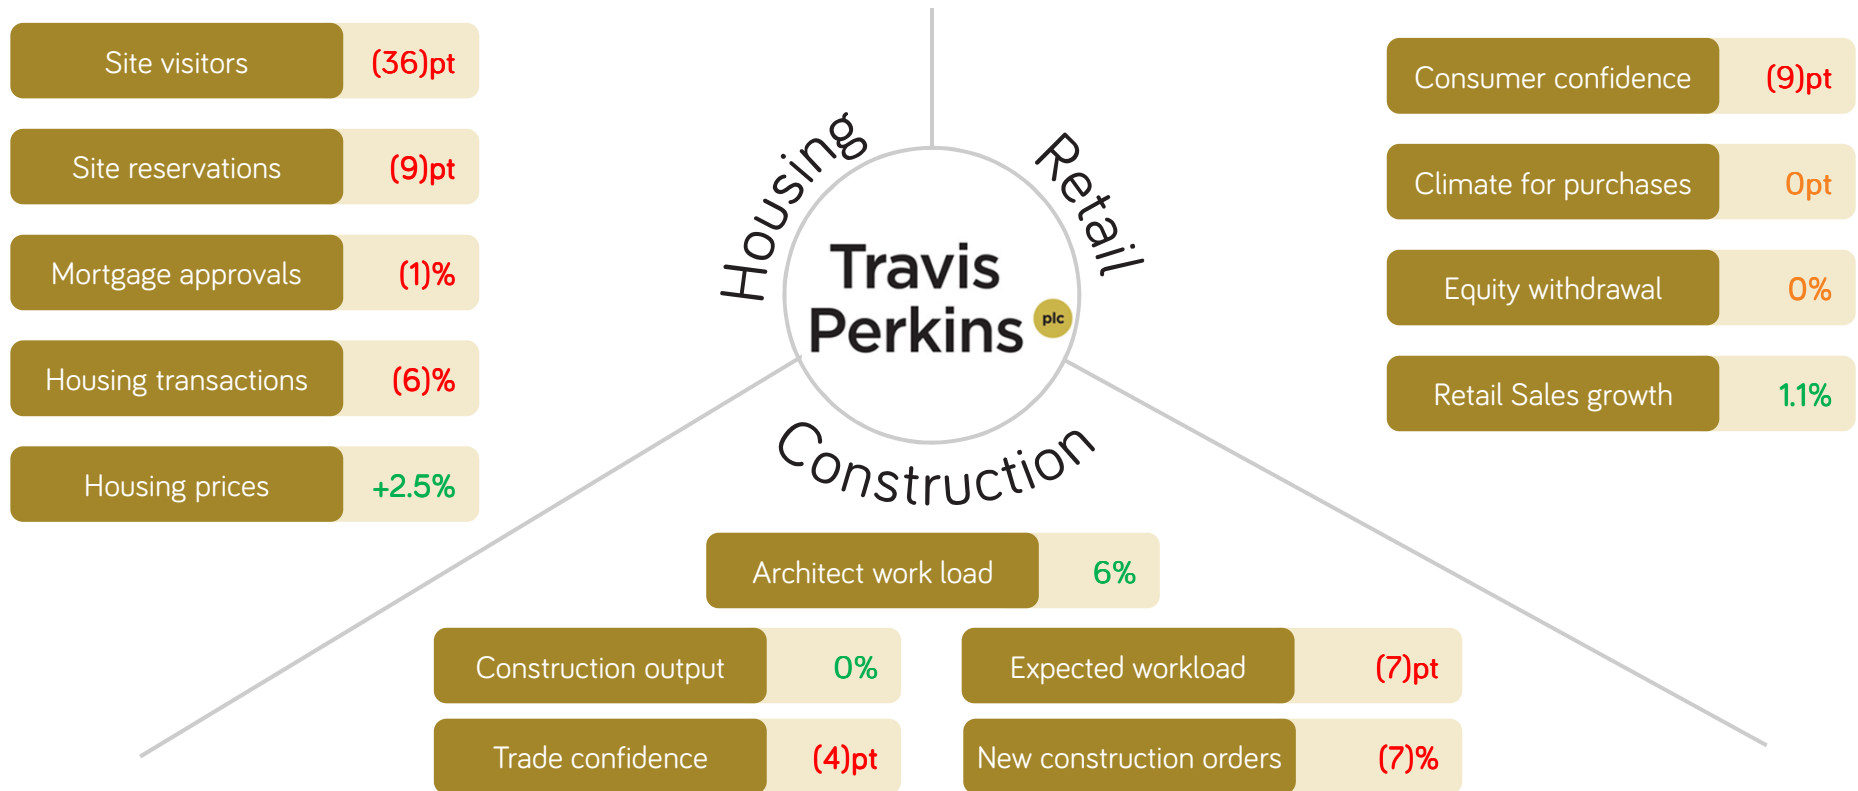 Site visitors (36)pt
Site reservations (9)pt
Mortgage approvals (1)%
Housing transactions (6)%
Housing prices +2.5%
Housing
Retail
Construction
Travis
Perkins plc
Consumer confidence (9)pt
Climate for purchases 0pt
Equity withdrawal 0%
Retail Sales growth 1.1%
Architect work load 6%
Construction output 0%
Expected workload (7)pt
Trade confidence (4)pt
New construction orders (7)%